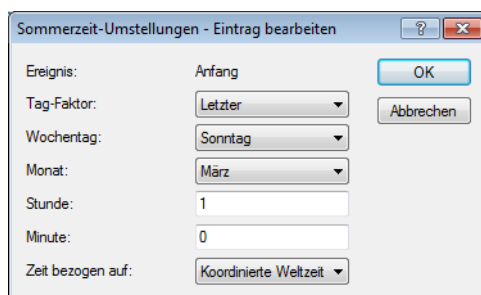 Sommerzeit-Umstellungen - Eintrag bearbeiten
Ereignis: Anfang OK
Tag-Faktor: Letzter Abbrechen
Wochentag: Sonntag
Monat: März
Stunde: 1
Minute: 0
Zeit bezogen auf: Koordinierte Weltzeit